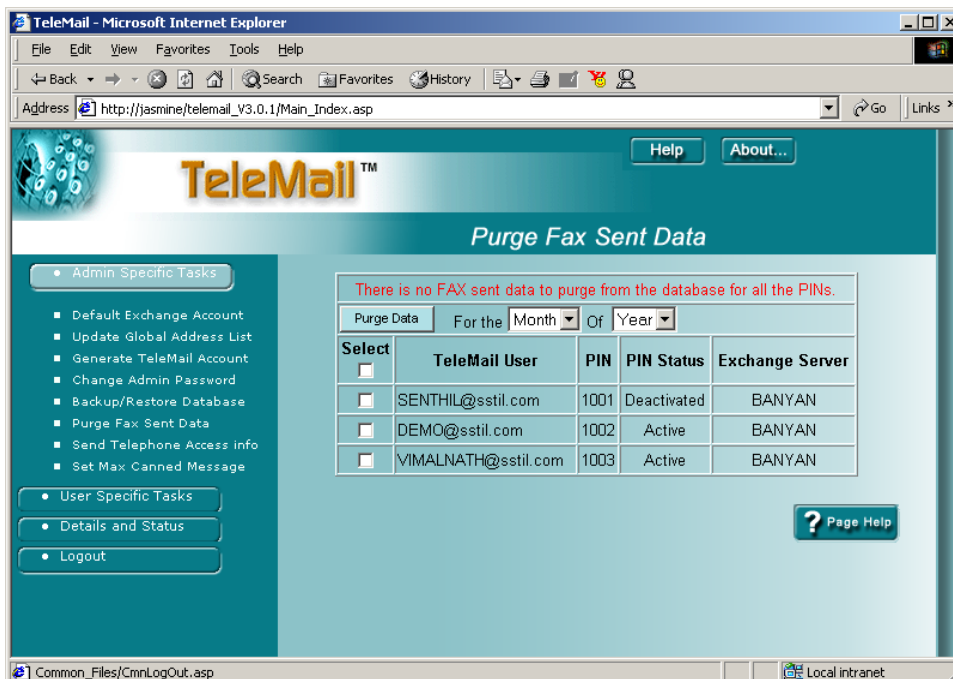 TeleMail - Microsoft Internet Explorer
File Edit View Favorites Tools Help
Back Search Favorites History
Address http://jasmine/telemail_V3.0.1/Main_Index.asp Go Links »
Help About...
TeleMail™
Purge Fax Sent Data
Admin Specific Tasks
Default Exchange Account
Update Global Address List
Generate TeleMail Account
Change Admin Password
Backup/Restore Database
Purge Fax Sent Data
Send Telephone Access info
Set Max Canned Message
User Specific Tasks
Details and Status
Logout
There is no FAX sent data to purge from the database for all the PINs.
Purge Data For the Month Of Year
Select TeleMail User PIN PIN Status Exchange Server
SENTHIL@sstil.com 1001 Deactivated BANYAN
DEMO@sstil.com 1002 Active BANYAN
VIMALNATH@sstil.com 1003 Active BANYAN
? Page Help
Common_Files/CmnLogOut.asp Local intranet